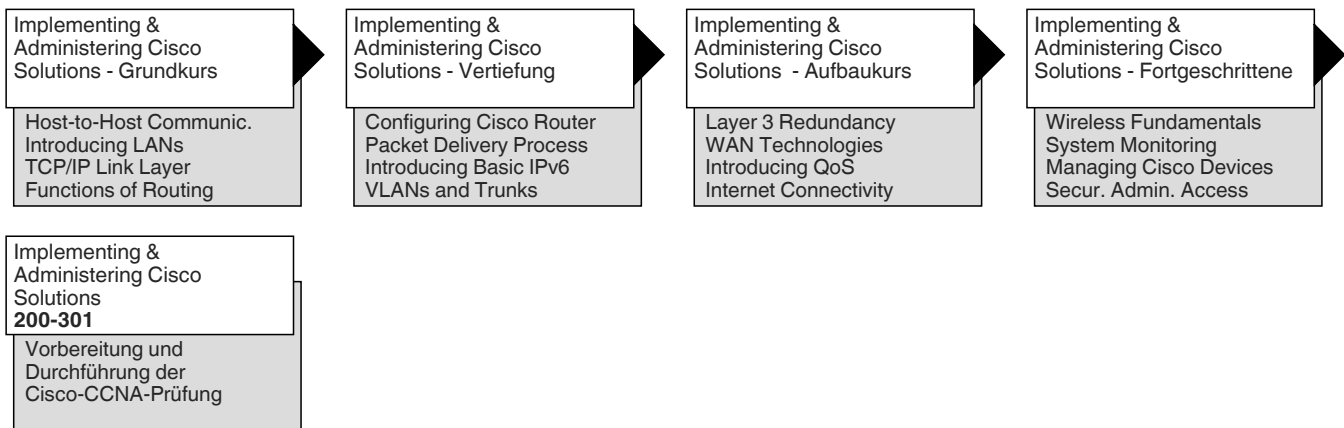 Implementing &
Administering Cisco
Solutions - Grundkurs
Host-to-Host Communic.
Introducing LANs
TCP/IP Link Layer
Functions of Routing
Implementing &
Administering Cisco
Solutions - Vertiefung
Configuring Cisco Router
Packet Delivery Process
Introducing Basic IPv6
VLANs and Trunks
Implementing &
Administering Cisco
Solutions - Aufbaukurs
Layer 3 Redundancy
WAN Technologies
Introducing QoS
Internet Connectivity
Implementing &
Administering Cisco
Solutions - Fortgeschrittene
Wireless Fundamentals
System Monitoring
Managing Cisco Devices
Secur. Admin. Access
Implementing &
Administering Cisco
Solutions
200-301
Vorbereitung und
Durchführung der
Cisco-CCNA-Prüfung